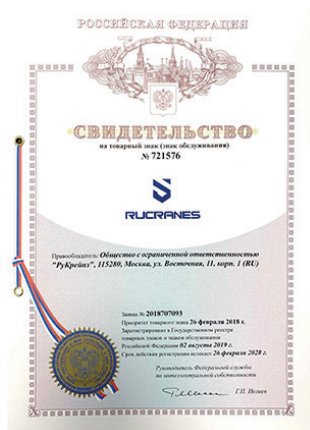 РОССИЙСКАЯ ФЕДЕРАЦИЯ
СВИДЕТЕЛЬСТВО
на товарный знак (знак обслуживания)
№ 721576
RUCRANES
Правообладатель: Общество с ограниченной ответственностью
"РуКрейнз", 115280, Москва, ул. Восточная, 11, корп. 1 (RU)
Заявка № 2018707093
Приоритет товарного знака 26 февраля 2018 г.
Зарегистрировано в Государственном реестре
товарных знаков и знаков обслуживания
Российской Федерации 02 августа 2019 г.
Срок действия регистрации истекает 26 февраля 2028 г.
Руководитель Федеральной службы
по интеллектуальной собственности
Г.П. Ивлиев